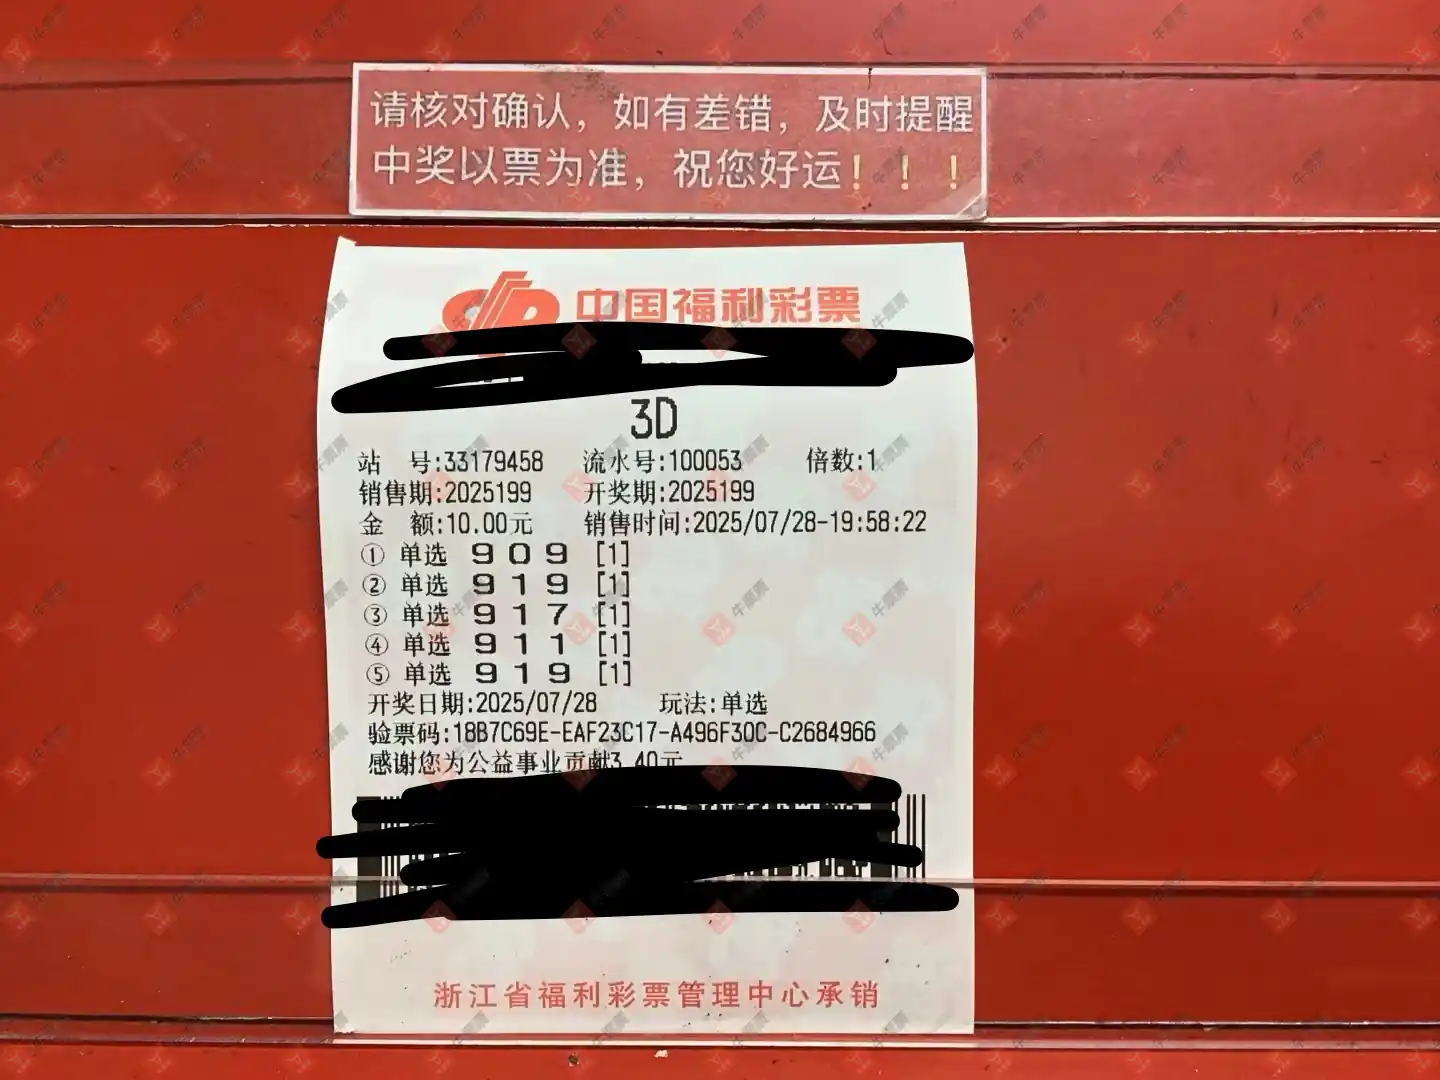 请核对确认，如有差错，及时提醒
中奖以票为准，祝您好运！！！
中国福利彩票
3D
站 号:33179458 流水号:100053 倍数:1
销售期:2025199 开奖期:2025199
金 额:10.00元 销售时间:2025/07/28-19:58:22
① 单选 9 0 9 [1]
② 单选 9 1 9 [1]
③ 单选 9 1 7 [1]
④ 单选 9 1 1 [1]
⑤ 单选 9 1 9 [1]
开奖日期:2025/07/28 玩法:单选
验票码:18B7C69E-EAF23C17-A496F30C-C2684966
感谢您为公益事业贡献3.40元
浙江省福利彩票管理中心承销
牛票票